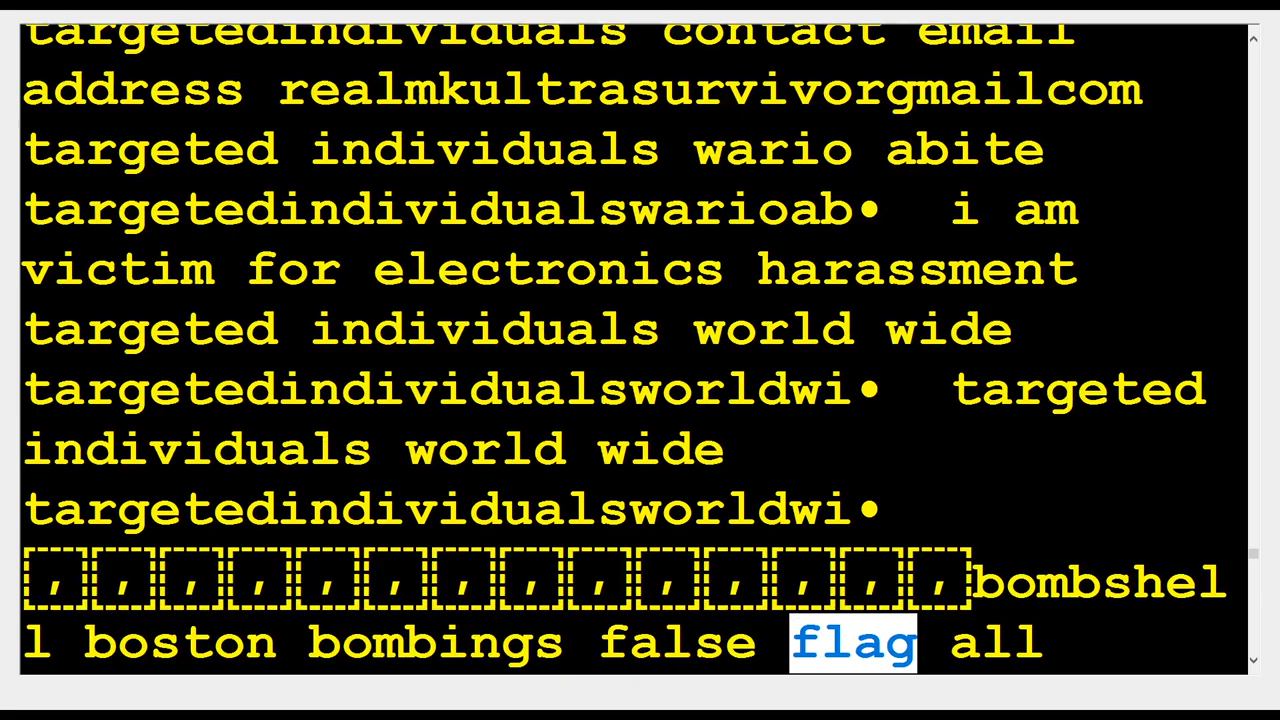 targetedindividuals contact email
address realmkultrasurvivorgmailcom
targeted individuals wario abite
targetedindividualswarioab•  i am
victim for electronics harassment
targeted individuals world wide
targetedindividualsworldwi•  targeted
individuals world wide
targetedindividualsworldwi•
,,,,,,,,,,,,,,bombshel
l boston bombings false flag all